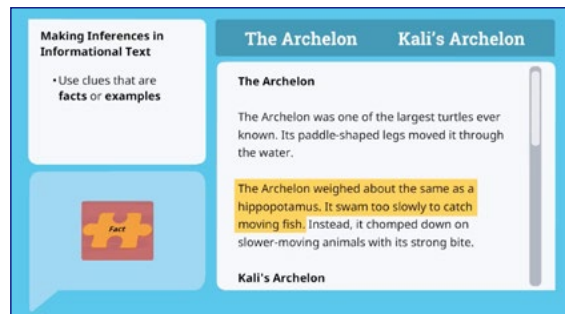 Making Inferences in
Informational Text
•Use clues that are
facts or examples
Fact
The Archelon Kali's Archelon
The Archelon
The Archelon was one of the largest turtles ever
known. Its paddle-shaped legs moved it through
the water.
The Archelon weighed about the same as a
hippopotamus. It swam too slowly to catch
moving fish. Instead, it chomped down on
slower-moving animals with its strong bite.
Kali's Archelon